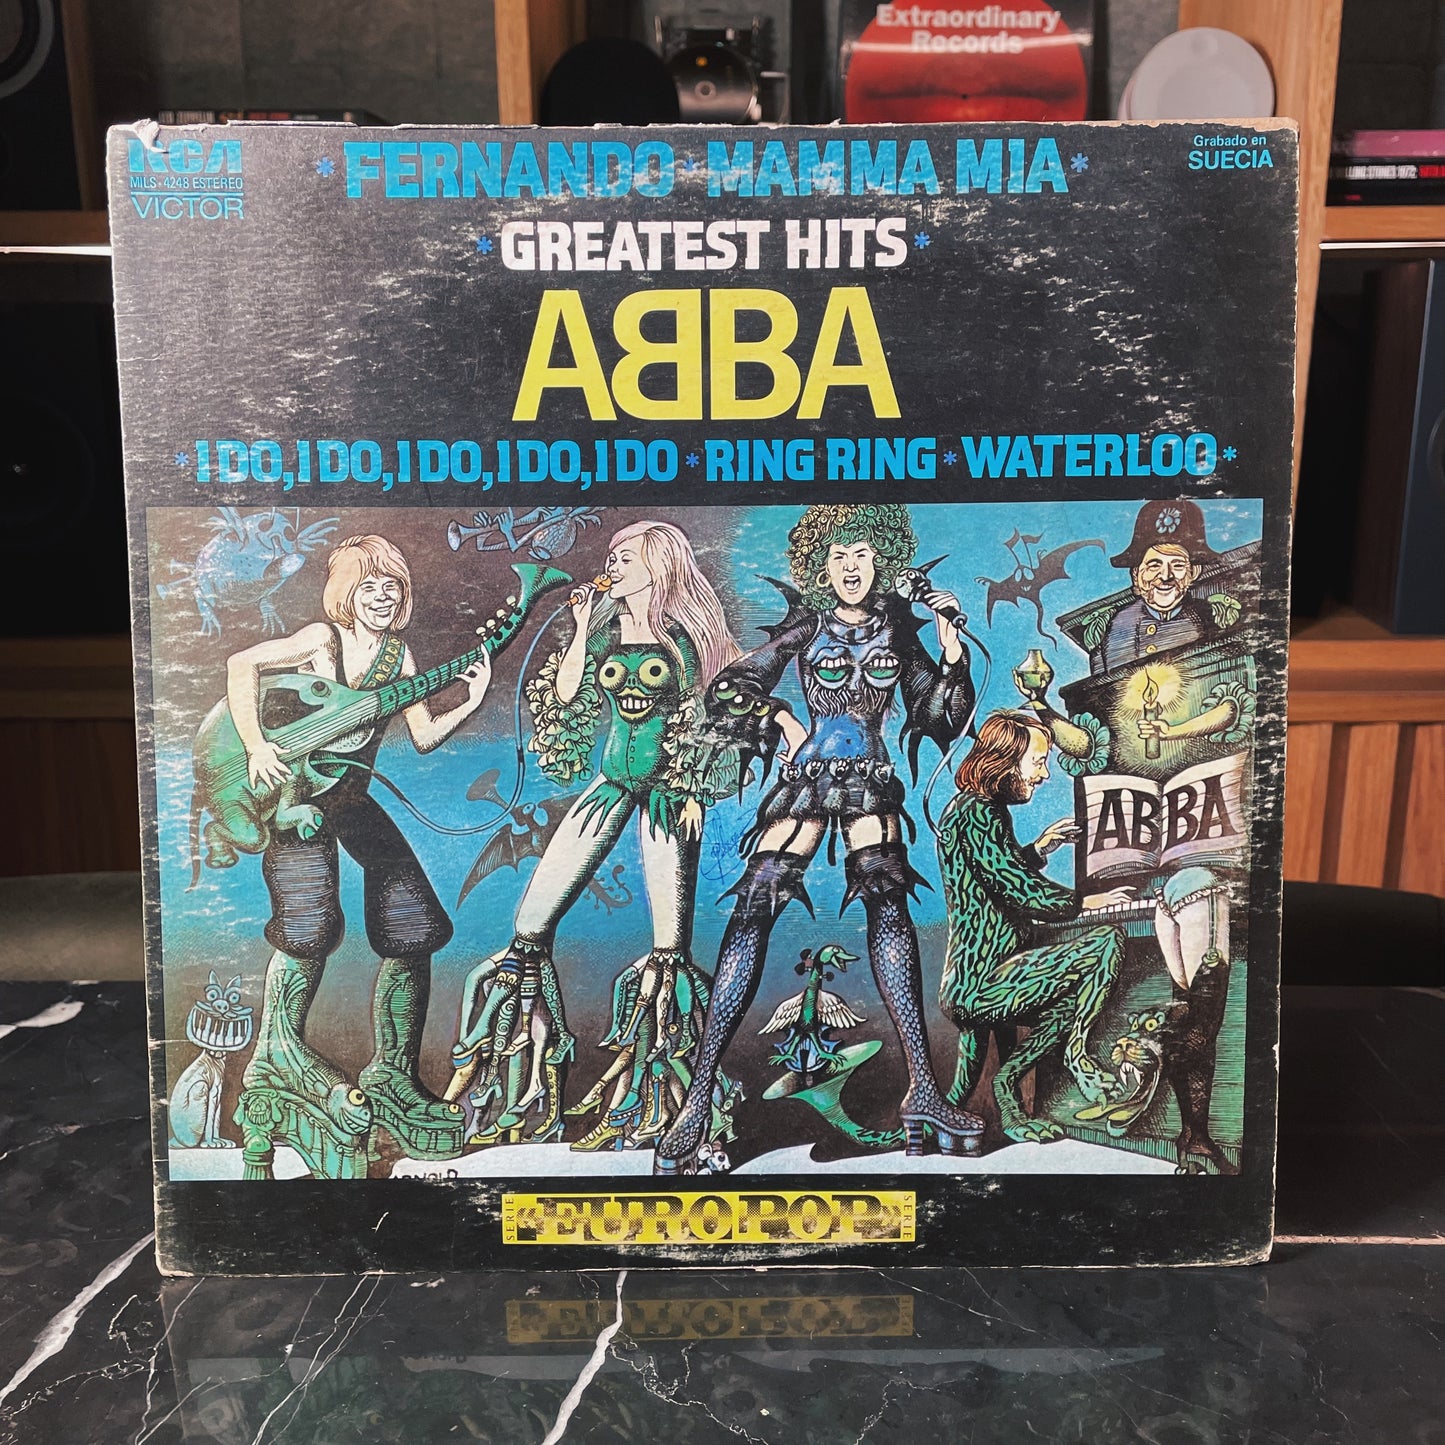 Extraordinary
Records
RCA
MILS-4248 ESTEREO
VICTOR
*FERNANDO*MAMMA MIA*
Grabado en
SUECIA
*GREATEST HITS*
ABBA
*I DO, I DO, I DO, I DO, I DO*RING RING*WATERLOO*
ABBA
ARNOLD
SERIE «EUROPOP» SERIE